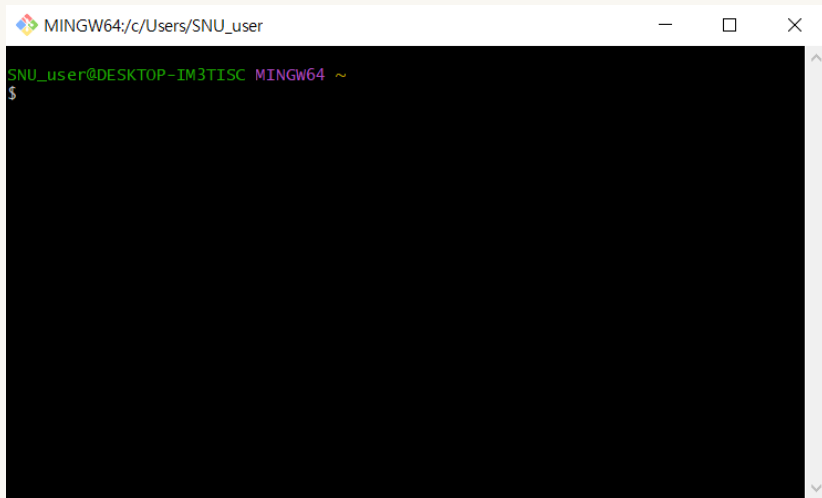 MINGW64:/c/Users/SNU_user
SNU_user@DESKTOP-IM3TISC MINGW64 ~
$